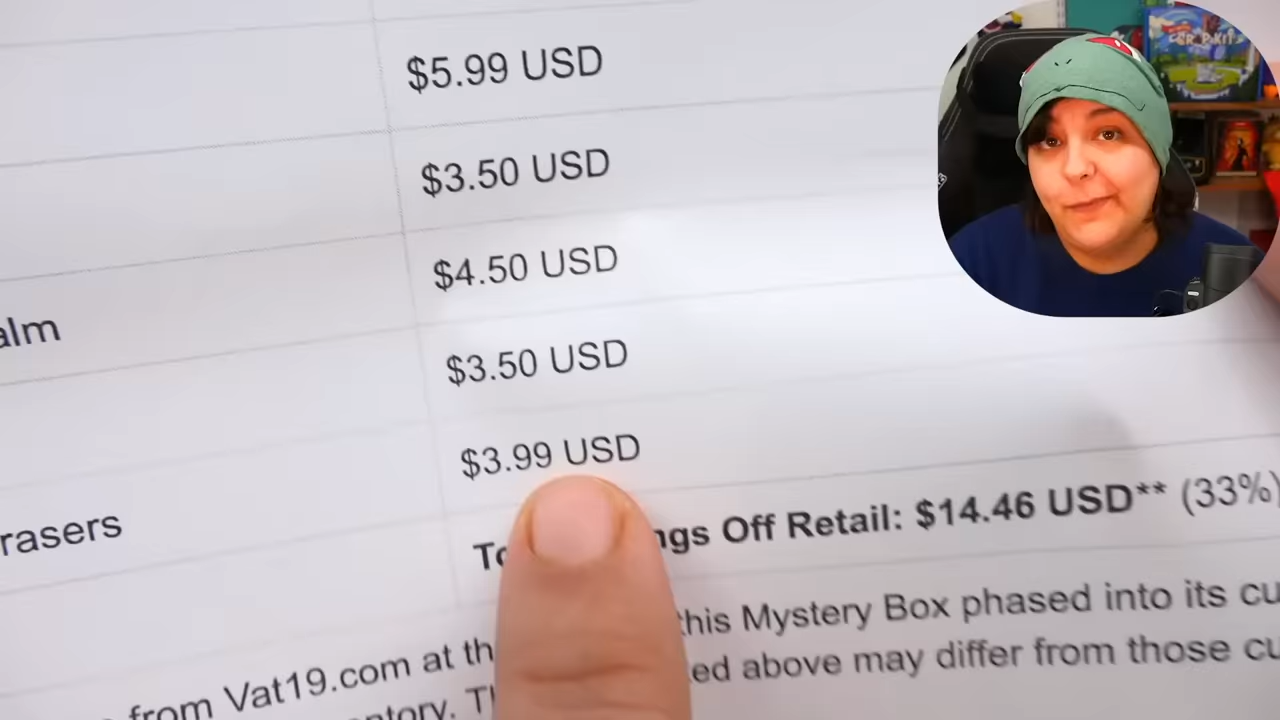 $5.99 USD
$3.50 USD
$4.50 USD
alm
$3.50 USD
$3.99 USD
rasers
ngs Off Retail: $14.46 USD** (33%)
from Vat19.com at th this Mystery Box phased into its cu
ntory. Th ed above may differ from those cu